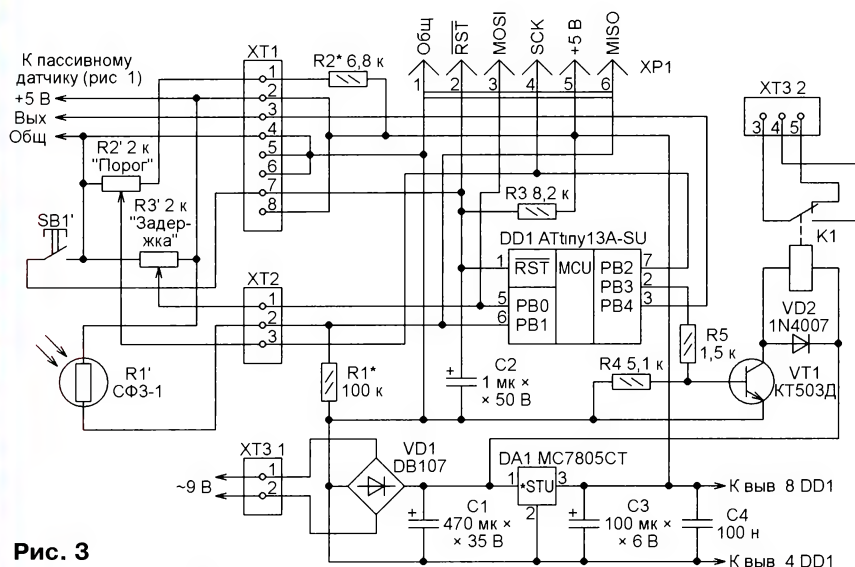 К пассивному
датчику (рис 1)
+5 В
Вых
Общ
XT1
1
2
3
4
5
6
7
8
R2* 6,8 к
Общ
RST
MOSI
SCK
+5 В
MISO
1
2
3
4
5
6
XP1
XT3 2
3
4
5
R2' 2 к
"Порог"
R3' 2 к
"Задер-
жка"
SB1'
R3 8,2 к
K1
DD1 ATtiny13A-SU
1
RST
MCU
PB2
7
PB3
2
PB4
3
5
PB0
6
PB1
XT2
1
2
3
VD2
1N4007
R5
1,5 к
R1'
СФ3-1
R1*
100 к
C2
1 мк ×
× 50 В
R4 5,1 к
VT1
КТ503Д
XT3 1
1
2
~9 В
VD1
DB107
DA1 MC7805CT
1
*STU
3
2
К выв 8 DD1
+
C1
470 мк ×
× 35 В
+
C3
100 мк ×
× 6 В
C4
100 н
+
К выв 4 DD1
Рис. 3